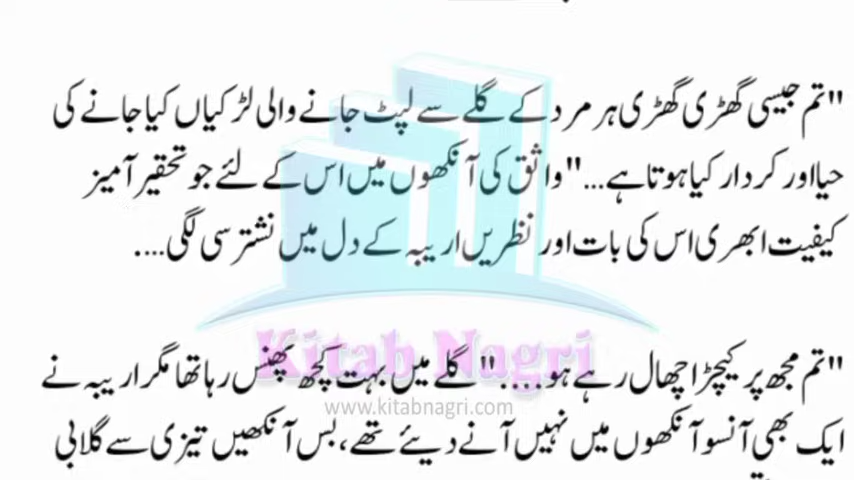 "تم جیسی گھڑی گھڑی ہر مرد کے گلے سے لپٹ جانے والی لڑکیاں کیا جانے کی
حیا اور کردار کیا ہوتا ہے..." واثق کی آنکھوں میں اس کے لئے جو تحقیر آمیز
کیفیت ابھری اس کی بات اور نظریں اریبہ کے دل میں نشتر سی لگی....
"تم مجھ پر کیچڑ اچھال رہے ہو....." گلے میں بہت کچھ پھنس رہا تھا مگر اریبہ نے
ایک بھی آنسو آنکھوں میں نہیں آنے دیئے تھے، بس آنکھیں تیزی سے گلابی
Kitab Nagri
www.kitabnagri.com